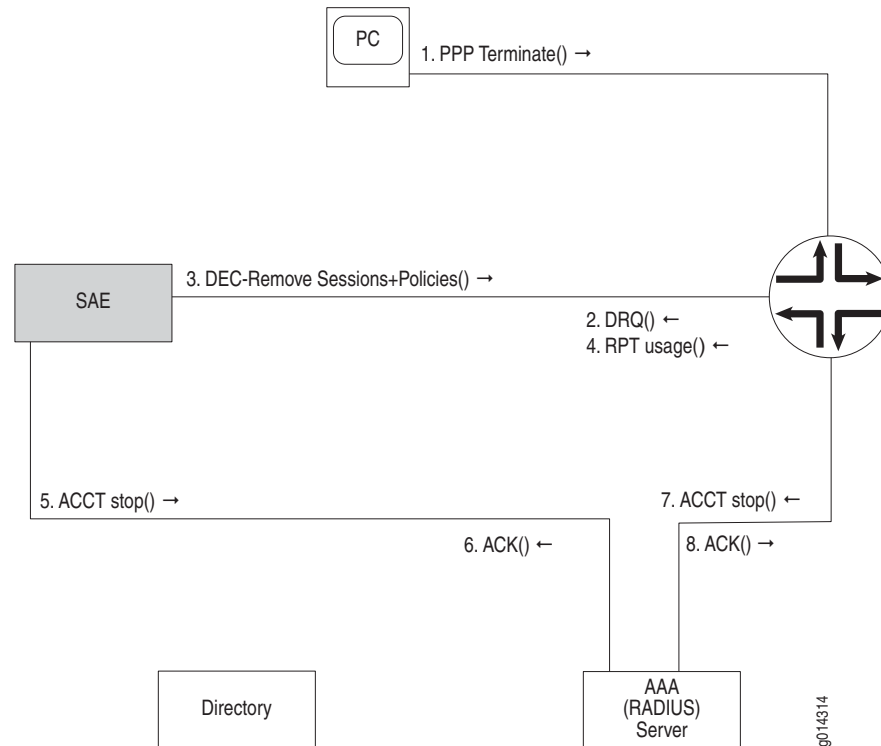 PC
1. PPP Terminate() →
3. DEC-Remove Sessions+Policies() →
SAE
2. DRQ() ←
4. RPT usage() ←
5. ACCT stop() →
7. ACCT stop() ←
6. ACK() ←
8. ACK() →
Directory
AAA
(RADIUS)
Server
g014314